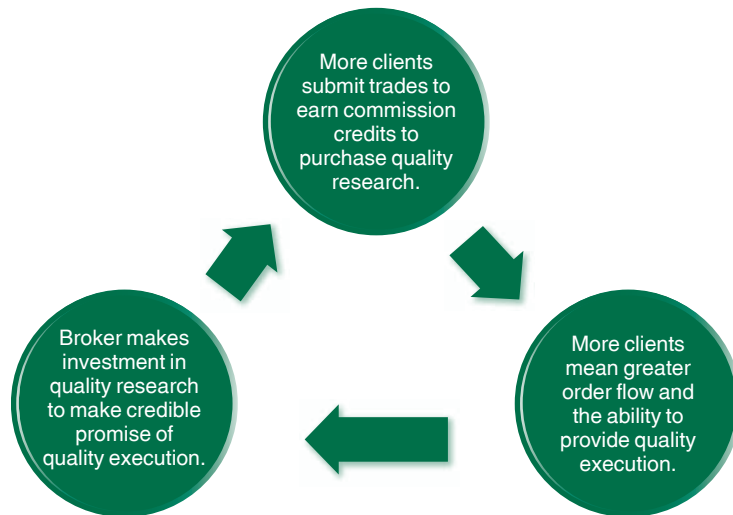 More clients
submit trades to
earn commission
credits to
purchase quality
research.
Broker makes
investment in
quality research
to make credible
promise of
quality execution.
More clients
mean greater
order flow and
the ability to
provide quality
execution.